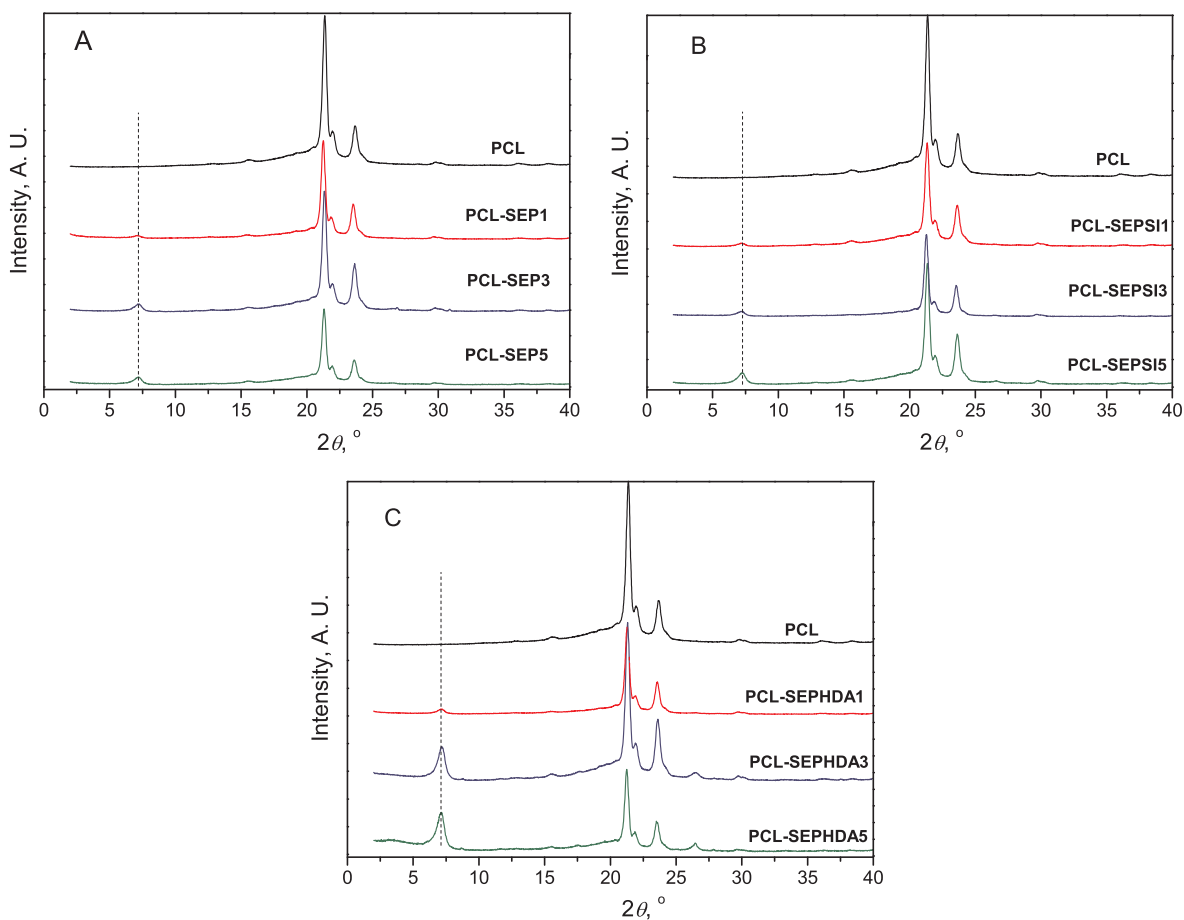 A
PCL
PCL-SEP1
PCL-SEP3
PCL-SEP5
Intensity, A. U.
0 5 10 15 20 25 30 35 40
2θ, °
B
PCL
PCL-SEPSI1
PCL-SEPSI3
PCL-SEPSI5
Intensity, A. U.
0 5 10 15 20 25 30 35 40
2θ, °
C
PCL
PCL-SEPHDA1
PCL-SEPHDA3
PCL-SEPHDA5
Intensity, A. U.
0 5 10 15 20 25 30 35 40
2θ, °